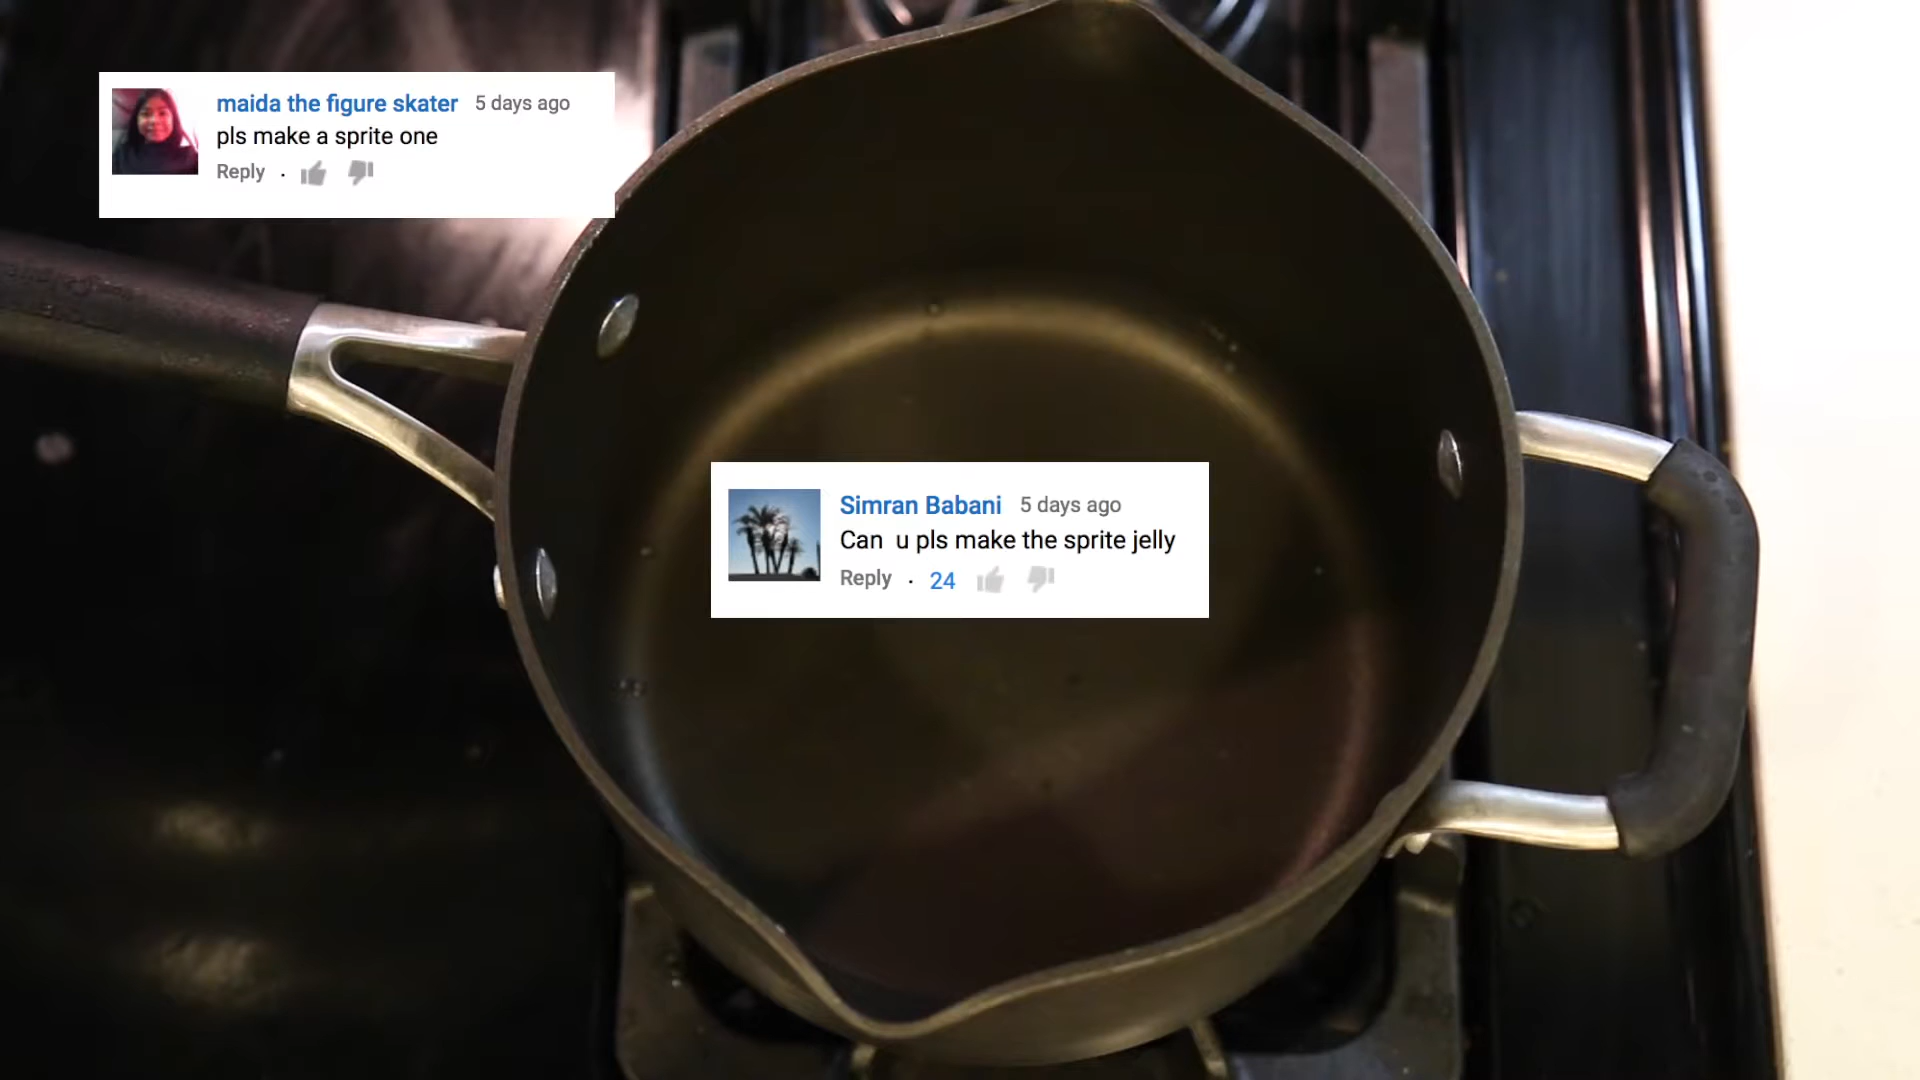 maida the figure skater 5 days ago
pls make a sprite one
Reply ·
Simran Babani 5 days ago
Can  u pls make the sprite jelly
Reply · 24